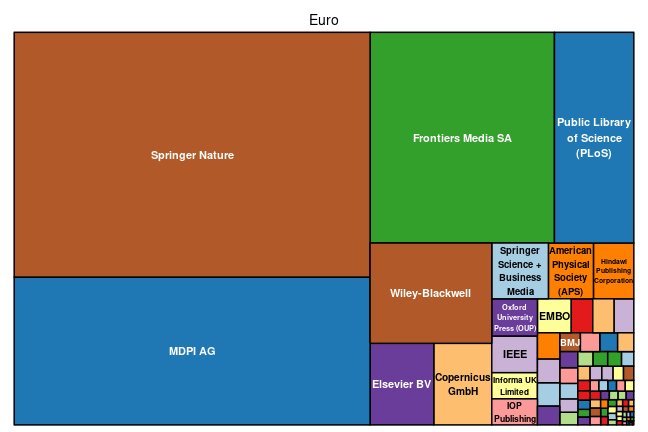 Euro
Springer Nature
Frontiers Media SA
Public Library
of Science
(PLoS)
MDPI AG
Wiley-Blackwell
Springer
Science +
Business
Media
American
Physical
Society
(APS)
Hindawi
Publishing
Corporation
Elsevier BV
Copernicus
GmbH
Oxford
University
Press (OUP)
EMBO
IEEE
BMJ
Informa UK
Limited
IOP
Publishing